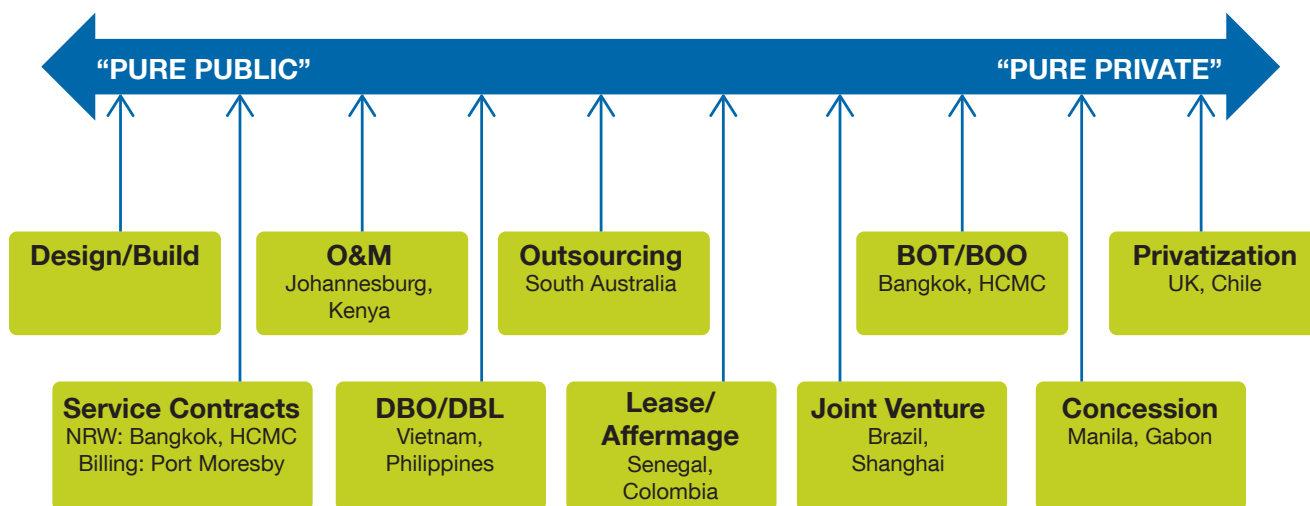 “PURE PUBLIC”
“PURE PRIVATE”
Design/Build
O&M
Johannesburg,
Kenya
Outsourcing
South Australia
BOT/BOO
Bangkok, HCMC
Privatization
UK, Chile
Service Contracts
NRW: Bangkok, HCMC
Billing: Port Moresby
DBO/DBL
Vietnam,
Philippines
Lease/
Affermage
Senegal,
Colombia
Joint Venture
Brazil,
Shanghai
Concession
Manila, Gabon